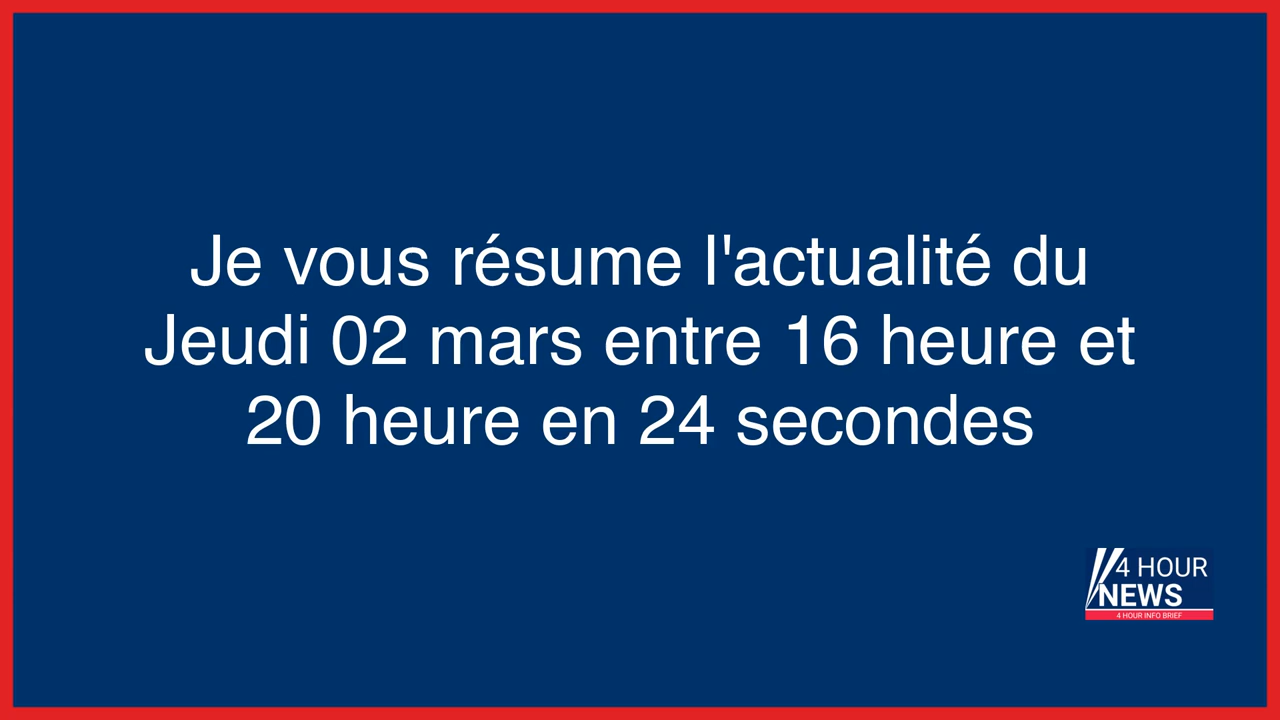 Je vous résume l'actualité du
Jeudi 02 mars entre 16 heure et
20 heure en 24 secondes
4 HOUR
NEWS
4 HOUR INFO BRIEF